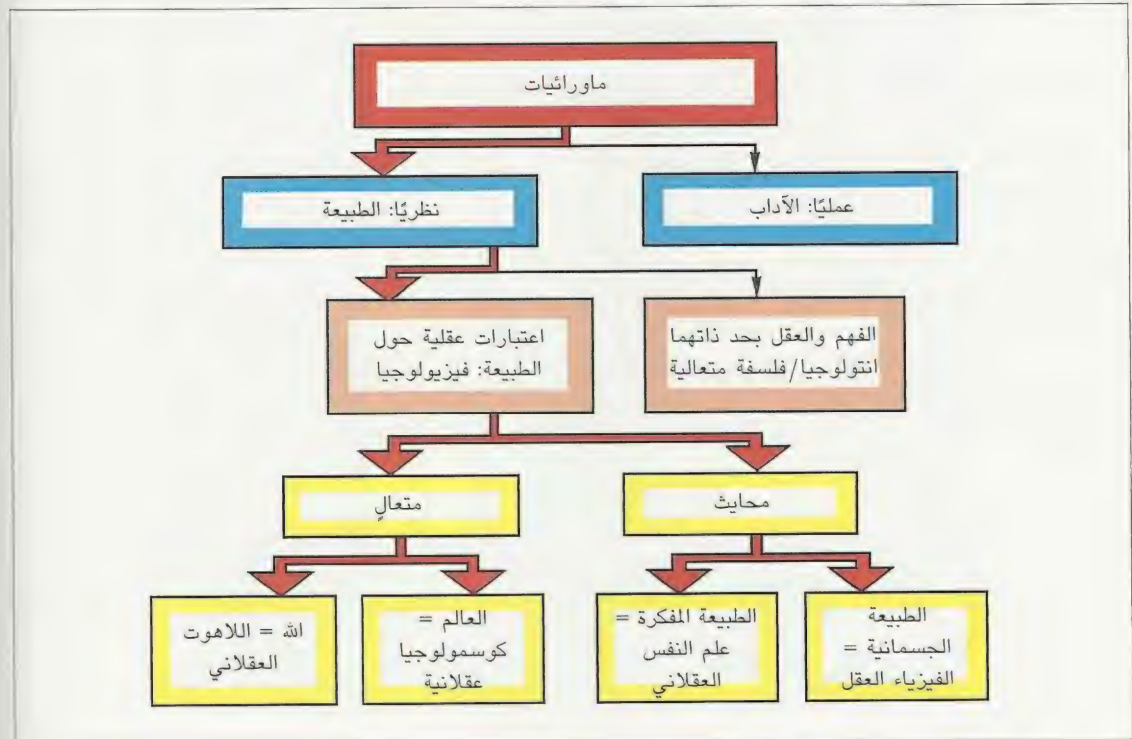 ماورائيات
عمليًا: الآداب
نظريًا: الطبيعة
الفهم والعقل بحد ذاتهما
انتولوجيا/فلسفة متعالية
اعتبارات عقلية حول
الطبيعة: فيزيولوجيا
محايث
متعالٍ
الطبيعة
الجسمانية =
الفيزياء العقل
الطبيعة المفكرة =
علم النفس
العقلاني
العالم =
كوسمولوجيا
عقلانية
الله = اللاهوت
العقلاني